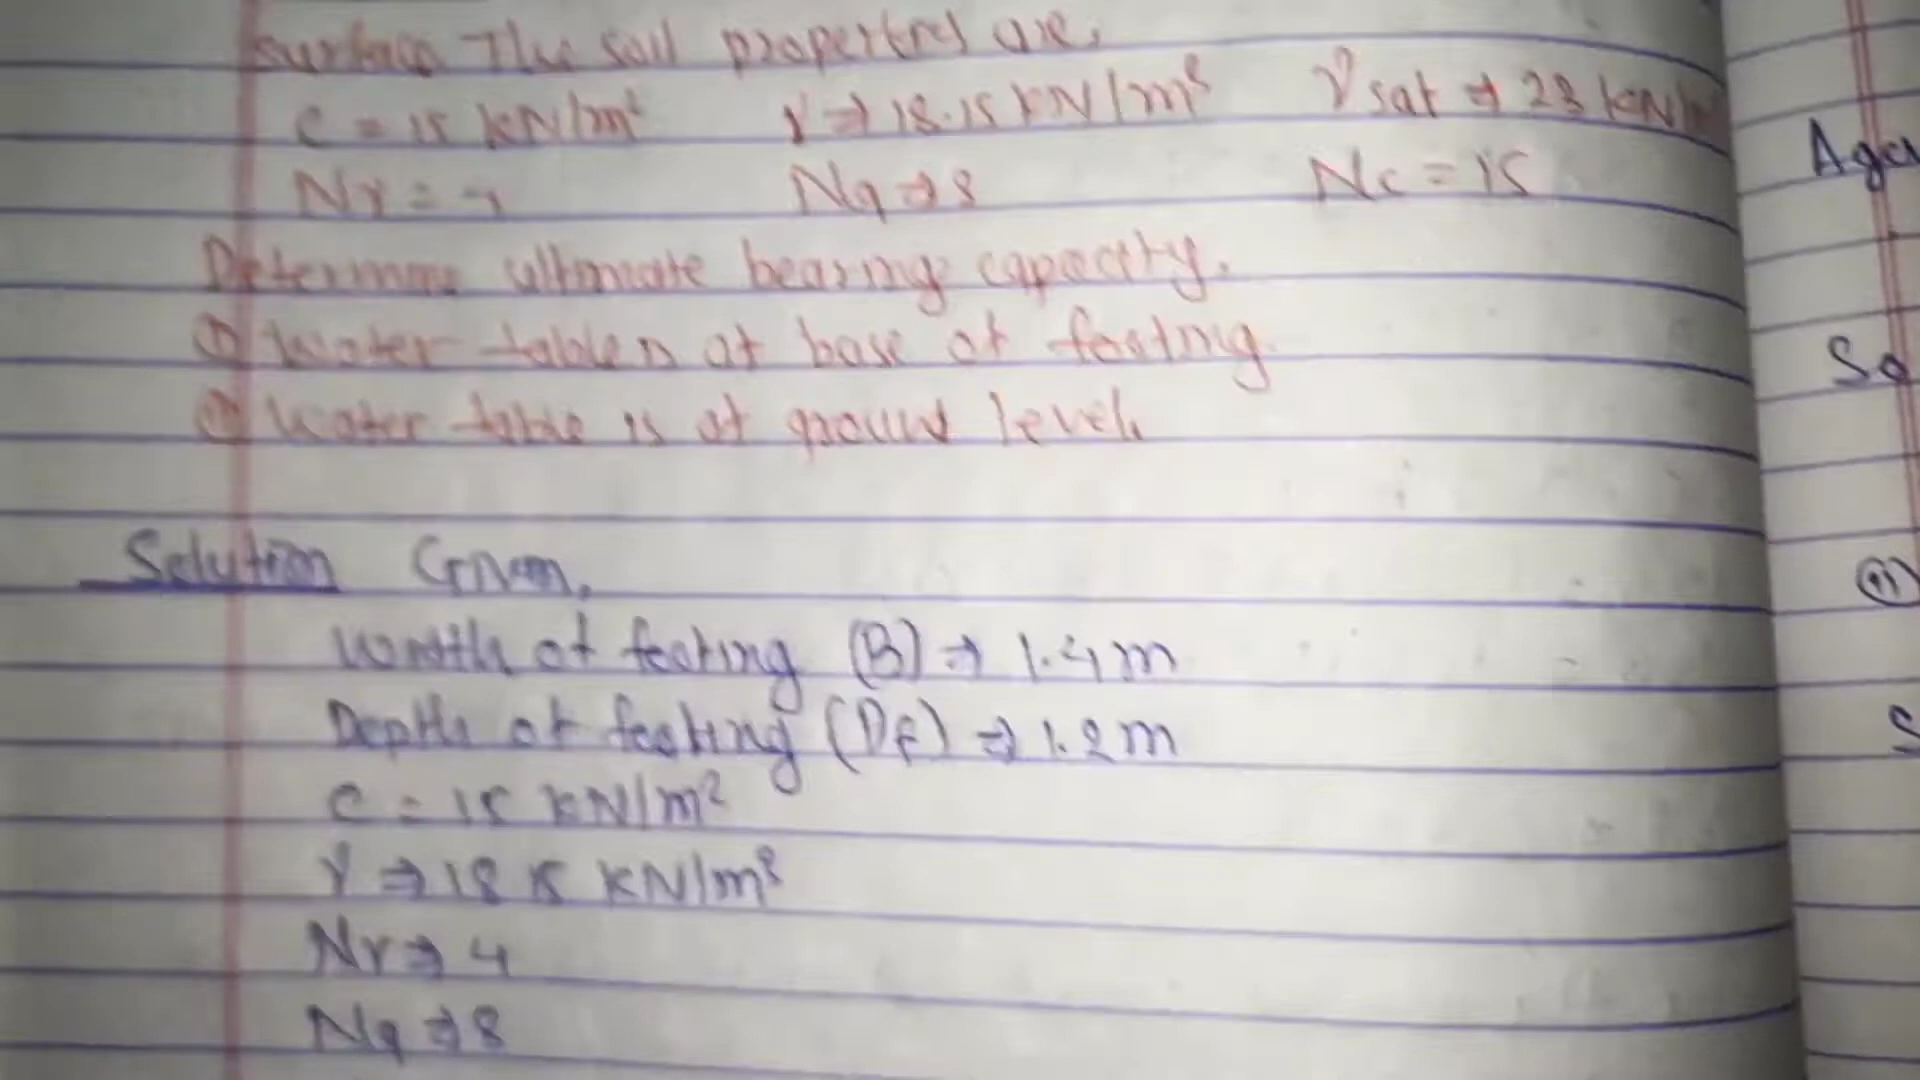 surface The soil properties are,
C = 15 kN/m² γ ⇒ 18.15 kN/m³ γsat ⇒ 23 kN/m
Nγ = 4 Nq ⇒ 8 Nc = 15
Determine ultimate bearing capacity.
① Water table is at base of footing.
② Water table is at ground level.
Solution Given,
Width of footing (B) ⇒ 1.4 m
Depth of footing (Df) ⇒ 1.2 m
C = 15 kN/m²
γ ⇒ 18.15 kN/m³
Nγ ⇒ 4
Nq ⇒ 8
So